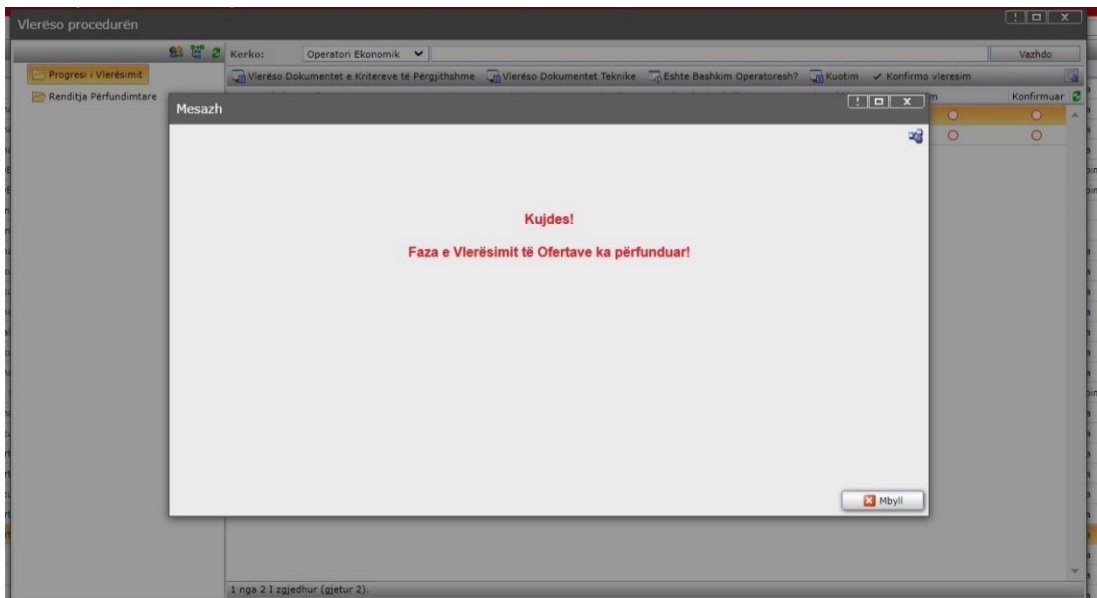 Vlerëso procedurën
Kerko: Operatori Ekonomik Vazhdo
Progresi i Vlerësimit
Vlerëso Dokumentet e Kritereve të Përgjithshme Vlerëso Dokumentet Teknike Eshte Bashkim Operatoresh? Kuotim Konfirmo vleresim
Renditja Përfundimtare
Konfirmuar
Mesazh
Kujdes!
Faza e Vlerësimit të Ofertave ka përfunduar!
Mbyll
1 nga 2 I zgjedhur (gjetur 2).